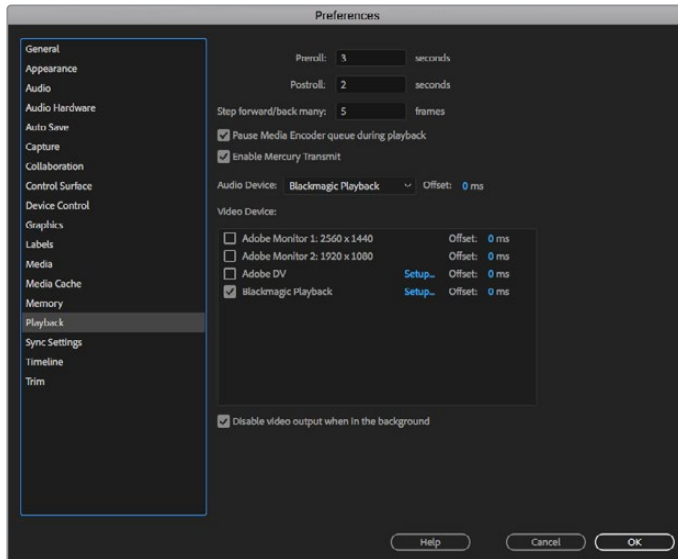 Preferences
General
Appearance
Audio
Audio Hardware
Auto Save
Capture
Collaboration
Control Surface
Device Control
Graphics
Labels
Media
Media Cache
Memory
Playback
Sync Settings
Timeline
Trim
Preroll: 3 seconds
Postroll: 2 seconds
Step forward/back many: 5 frames
Pause Media Encoder queue during playback
Enable Mercury Transmit
Audio Device: Blackmagic Playback Offset: 0 ms
Video Device:
Adobe Monitor 1: 2560 x 1440 Offset: 0 ms
Adobe Monitor 2: 1920 x 1080 Offset: 0 ms
Adobe DV Setup... Offset: 0 ms
Blackmagic Playback Setup... Offset: 0 ms
Disable video output when in the background
Help Cancel OK